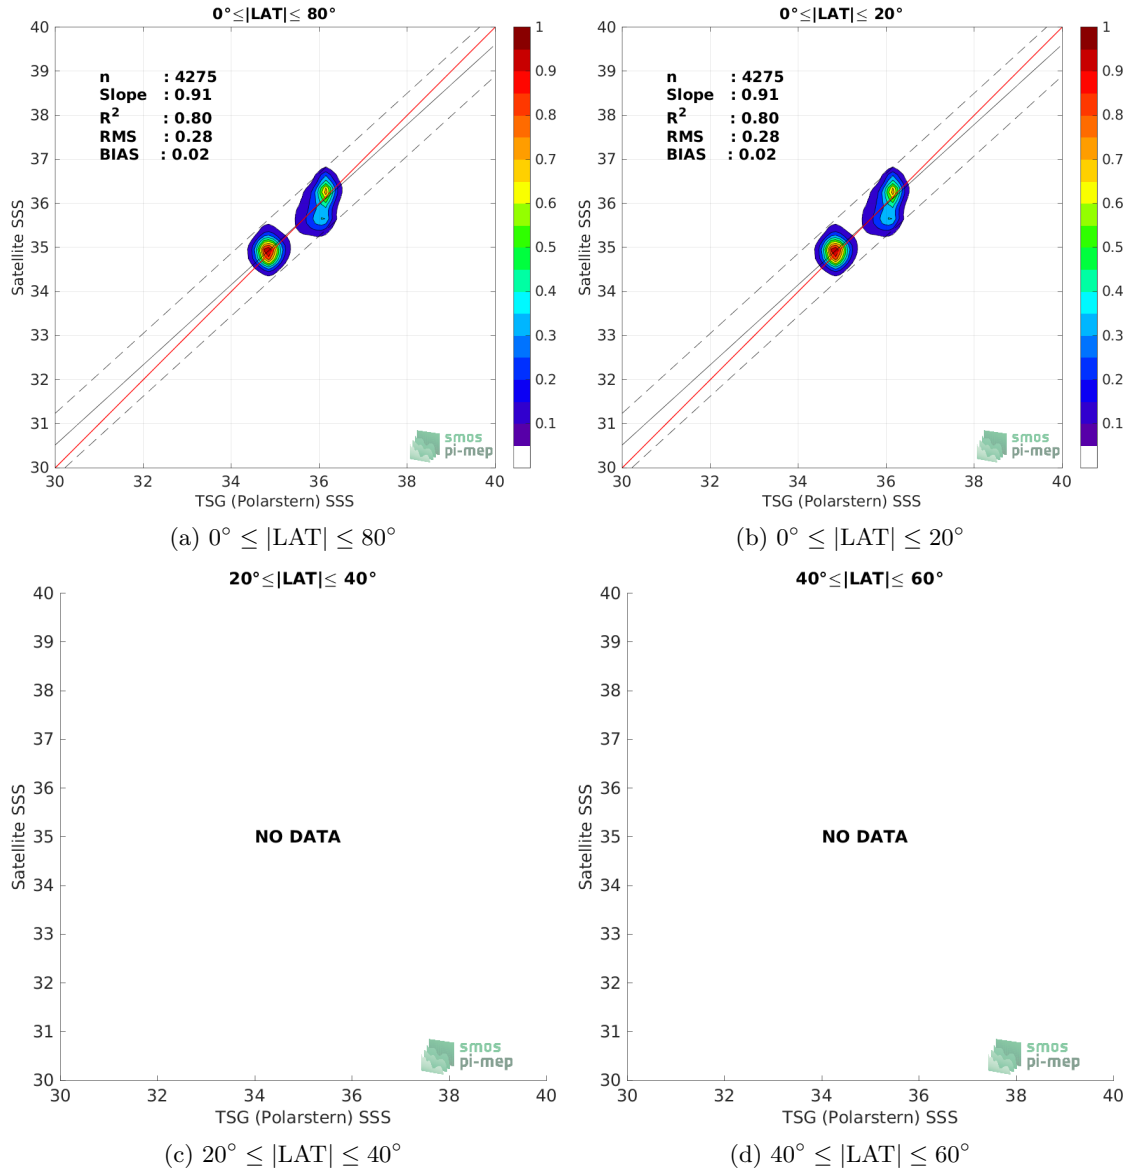 0°≤|LAT|≤ 80°
40
39
38
37
36
35
34
33
32
31
30
30
32
34
36
38
40
Satellite SSS
TSG (Polarstern) SSS
n : 4275
Slope : 0.91
R² : 0.80
RMS : 0.28
BIAS : 0.02
1
0.9
0.8
0.7
0.6
0.5
0.4
0.3
0.2
0.1
smos
pi-mep
(a) 0° ≤ |LAT| ≤ 80°
0°≤|LAT|≤ 20°
40
39
38
37
36
35
34
33
32
31
30
30
32
34
36
38
40
Satellite SSS
TSG (Polarstern) SSS
n : 4275
Slope : 0.91
R² : 0.80
RMS : 0.28
BIAS : 0.02
1
0.9
0.8
0.7
0.6
0.5
0.4
0.3
0.2
0.1
smos
pi-mep
(b) 0° ≤ |LAT| ≤ 20°
20°≤|LAT|≤ 40°
40
39
38
37
36
35
34
33
32
31
30
30
32
34
36
38
40
Satellite SSS
TSG (Polarstern) SSS
NO DATA
smos
pi-mep
(c) 20° ≤ |LAT| ≤ 40°
40°≤|LAT|≤ 60°
40
39
38
37
36
35
34
33
32
31
30
30
32
34
36
38
40
Satellite SSS
TSG (Polarstern) SSS
NO DATA
smos
pi-mep
(d) 40° ≤ |LAT| ≤ 60°